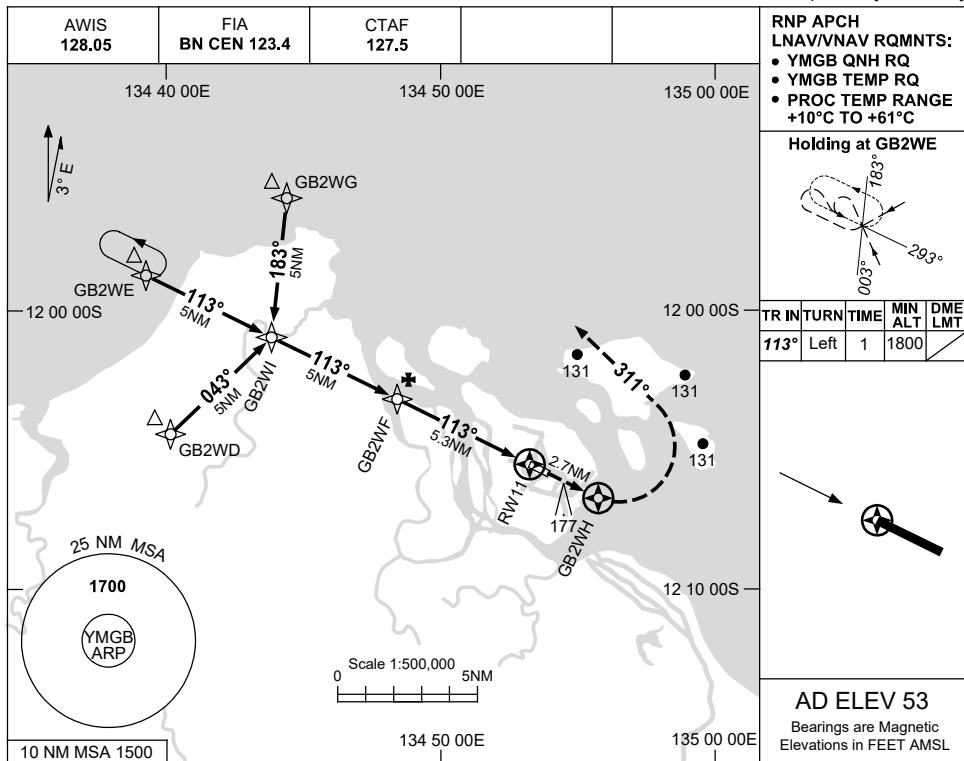 AWIS
128.05
FIA
BN CEN 123.4
CTAF
127.5
RNP APCH
LNAV/VNAV RQMNTS:
• YMGB QNH RQ
• YMGB TEMP RQ
• PROC TEMP RANGE
+10°C TO +61°C
134 40 00E
134 50 00E
135 00 00E
3° E
GB2WG
183°
5NM
GB2WE
113°
5NM
12 00 00S
12 00 00S
GB2WI
113°
5NM
043°
5NM
GB2WD
GB2WF
113°
5.3NM
RW11
2.7NM
177
GB2WH
311°
131
131
131
Holding at GB2WE
183°
293°
003°
TR IN TURN TIME MIN ALT DME LMT
113° Left 1 1800
25 NM MSA
1700
YMGB
ARP
12 10 00S
Scale 1:500,000
0 5NM
10 NM MSA 1500
134 50 00E
135 00 00E
AD ELEV 53
Bearings are Magnetic
Elevations in FEET AMSL